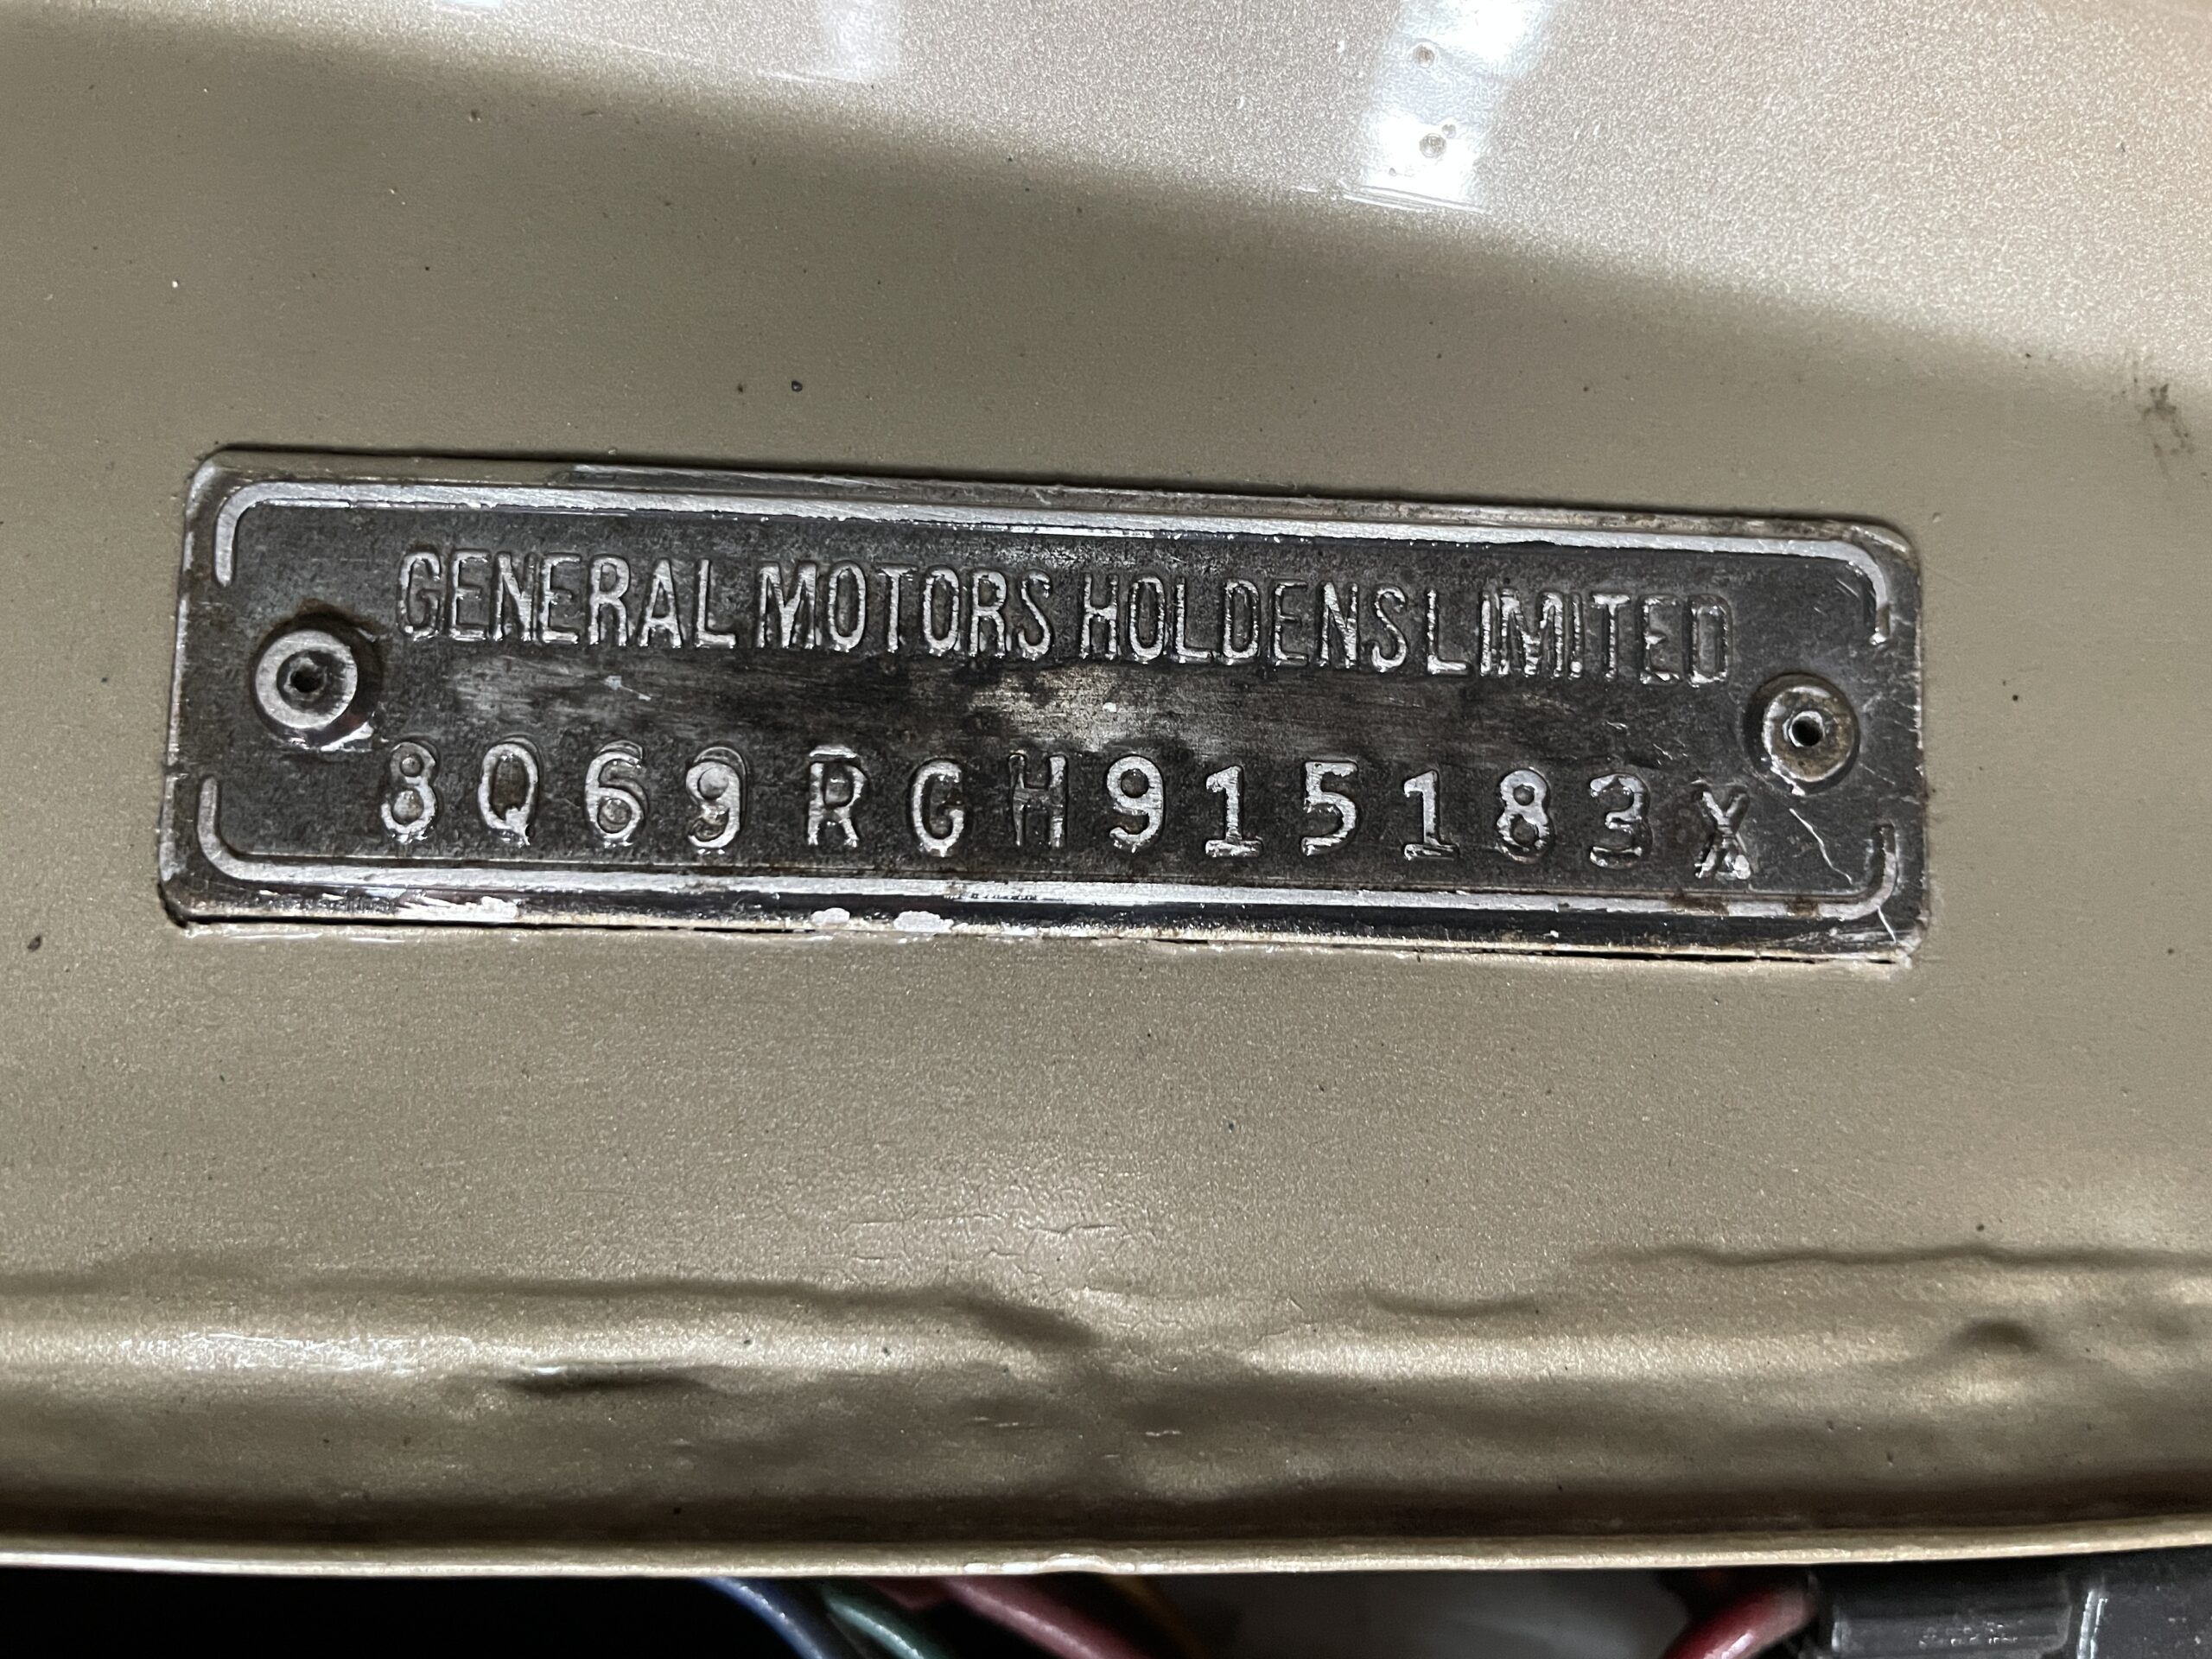 GENERAL MOTORS HOLDENS LIMITED
8Q69RGH915183X